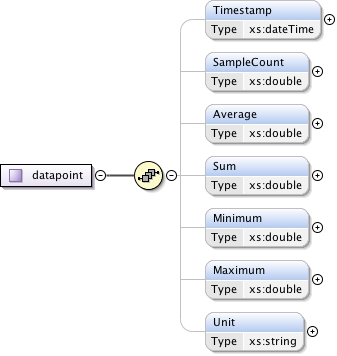 Timestamp
Type xs:dateTime
SampleCount
Type xs:double
Average
Type xs:double
datapoint
Sum
Type xs:double
Minimum
Type xs:double
Maximum
Type xs:double
Unit
Type xs:string